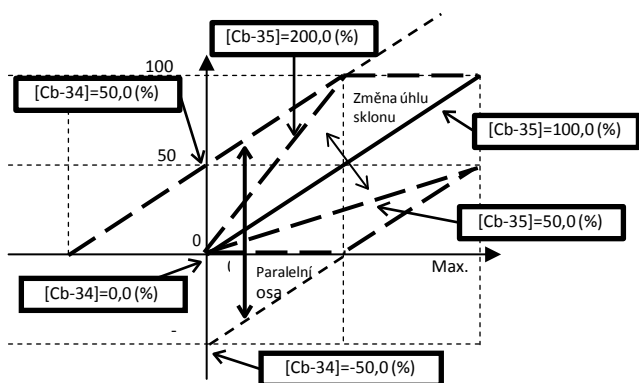 [Cb-35]=200,0 (%)
100
[Cb-34]=50,0 (%)
Změna úhlu
sklonu
[Cb-35]=100,0 (%)
50
[Cb-35]=50,0 (%)
0
(
Paralelní
osa
Max.
[Cb-34]=0,0 (%)
-
[Cb-34]=-50,0 (%)